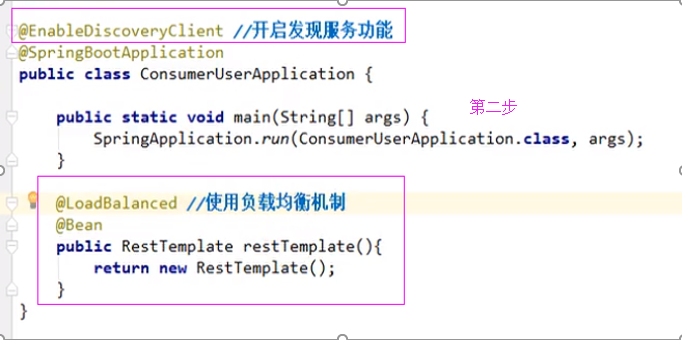 @EnableDiscoveryClient //开启发现服务功能
@SpringBootApplication
public class ConsumerUserApplication {
第二步
public static void main(String[] args) {
SpringApplication.run(ConsumerUserApplication.class, args);
}
@LoadBalanced //使用负载均衡机制
@Bean
public RestTemplate restTemplate(){
return new RestTemplate();
}
}